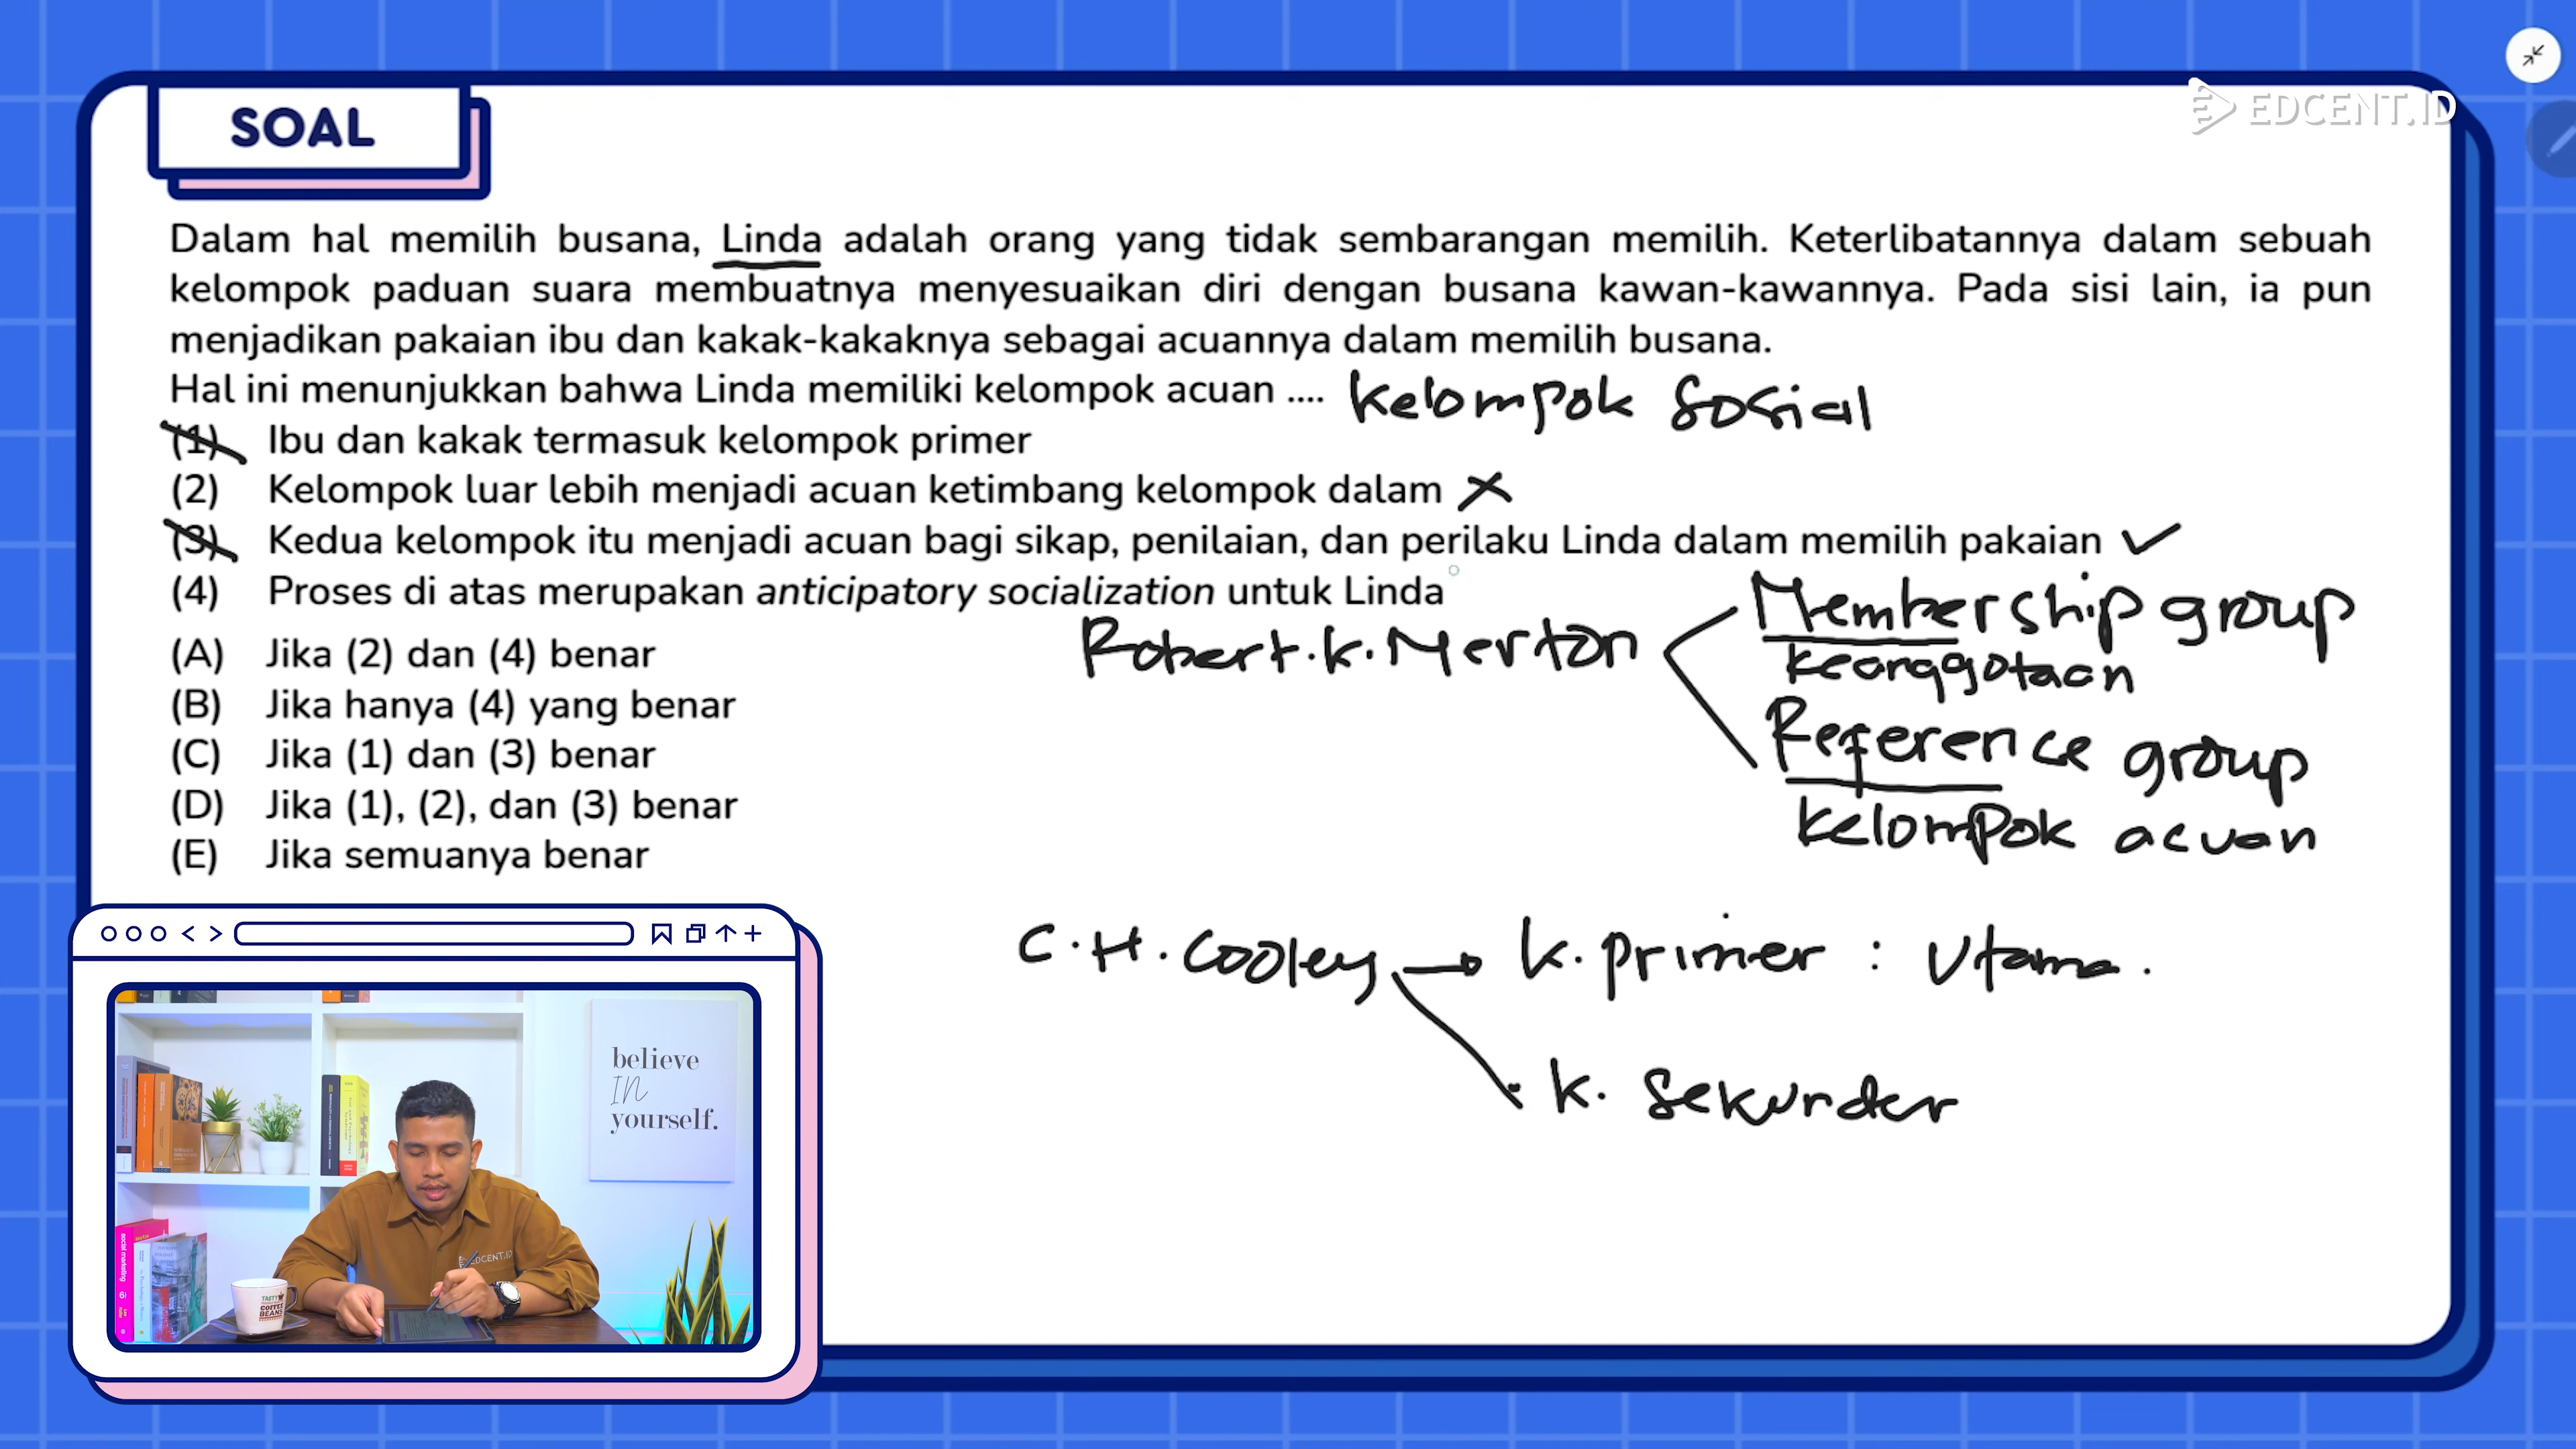 EDCENT.ID
SOAL
Dalam hal memilih busana, Linda adalah orang yang tidak sembarangan memilih. Keterlibatannya dalam sebuah
kelompok paduan suara membuatnya menyesuaikan diri dengan busana kawan-kawannya. Pada sisi lain, ia pun
menjadikan pakaian ibu dan kakak-kakaknya sebagai acuannya dalam memilih busana.
Hal ini menunjukkan bahwa Linda memiliki kelompok acuan .... Kelompok Sosial
(1) Ibu dan kakak termasuk kelompok primer
(2) Kelompok luar lebih menjadi acuan ketimbang kelompok dalam
(3) Kedua kelompok itu menjadi acuan bagi sikap, penilaian, dan perilaku Linda dalam memilih pakaian
(4) Proses di atas merupakan anticipatory socialization untuk Linda
(A) Jika (2) dan (4) benar
(B) Jika hanya (4) yang benar
(C) Jika (1) dan (3) benar
(D) Jika (1), (2), dan (3) benar
(E) Jika semuanya benar
Robert.K.Merton
Membership group
keanggotaan
Reference group
kelompok acuan
C.H.Cooley
K.primer : Utama.
K. Sekunder
believe
IN
yourself.
EDCENT.ID
TASTY
COFFEE
BEANS